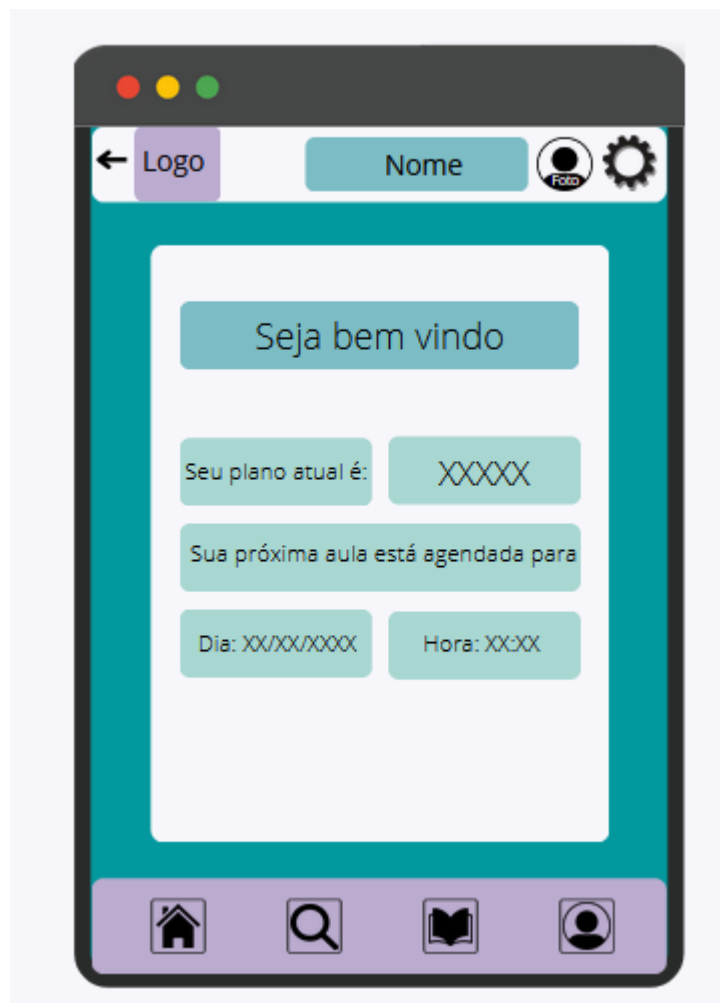 Logo
Nome
Foto
Seja bem vindo
Seu plano atual é:
XXXXX
Sua próxima aula está agendada para
Dia: XX/XX/XXXX
Hora: XX:XX